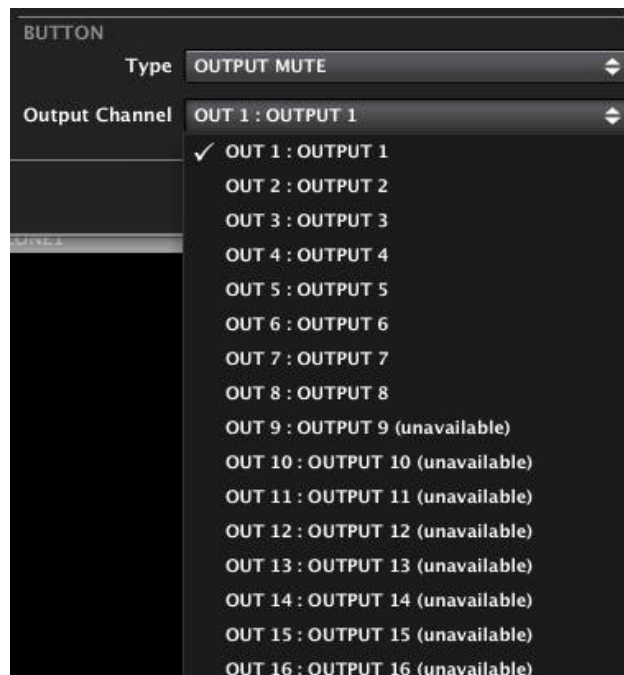 BUTTON
Type OUTPUT MUTE
Output Channel OUT 1 : OUTPUT 1
✓ OUT 1 : OUTPUT 1
OUT 2 : OUTPUT 2
OUT 3 : OUTPUT 3
OUT 4 : OUTPUT 4
OUT 5 : OUTPUT 5
OUT 6 : OUTPUT 6
OUT 7 : OUTPUT 7
OUT 8 : OUTPUT 8
OUT 9 : OUTPUT 9 (unavailable)
OUT 10 : OUTPUT 10 (unavailable)
OUT 11 : OUTPUT 11 (unavailable)
OUT 12 : OUTPUT 12 (unavailable)
OUT 13 : OUTPUT 13 (unavailable)
OUT 14 : OUTPUT 14 (unavailable)
OUT 15 : OUTPUT 15 (unavailable)
OUT 16 : OUTPUT 16 (unavailable)